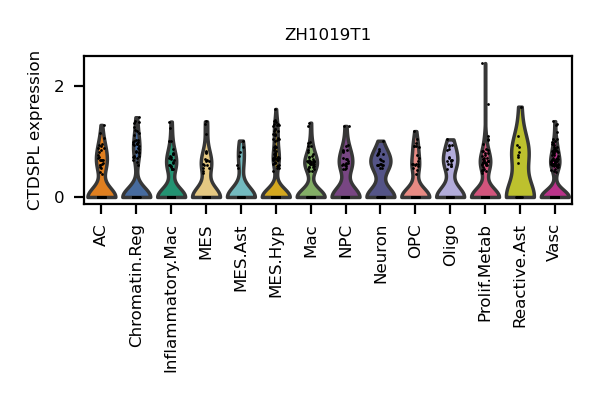 ZH1019T1
CTDSPL expression
2
0
AC
Chromatin.Reg
Inflammatory.Mac
MES
MES.Ast
MES.Hyp
Mac
NPC
Neuron
OPC
Oligo
Prolif.Metab
Reactive.Ast
Vasc